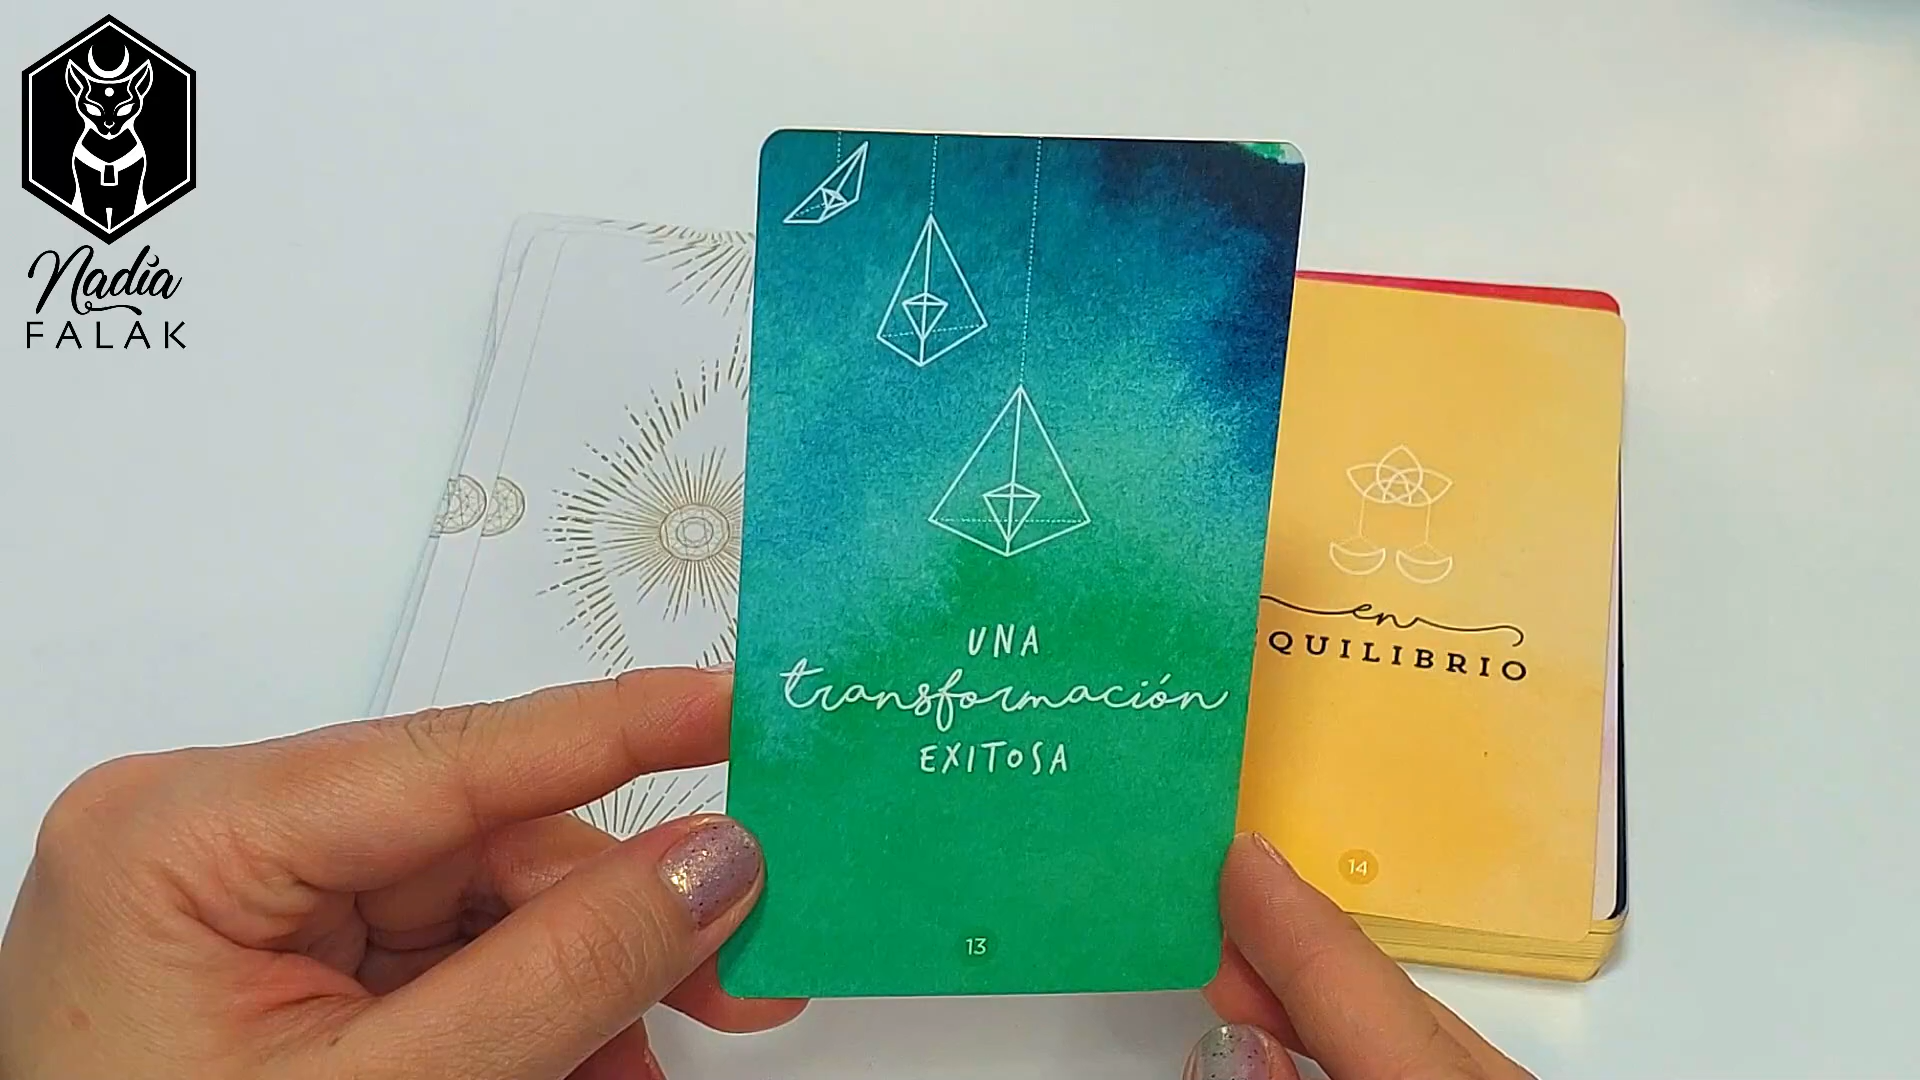 Nadia
FALAK
UNA
transformación
EXITOSA
13
en
QUILIBRIO
14